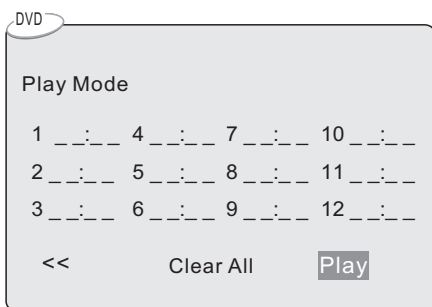 DVD
Play Mode
1 _ _:_ _ 4 _ _:_ _ 7 _ _:_ _ 10 _ _:_ _
2 _ _:_ _ 5 _ _:_ _ 8 _ _:_ _ 11 _ _:_ _
3 _ _:_ _ 6 _ _:_ _ 9 _ _:_ _ 12 _ _:_ _
<< Clear All Play